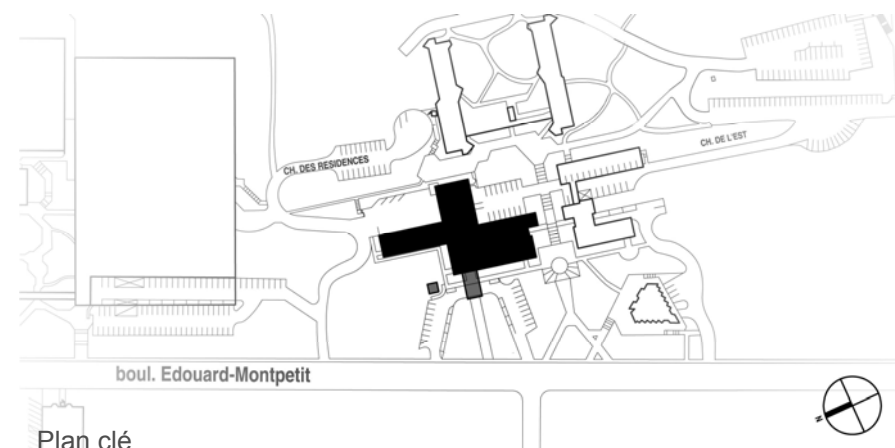 CH. DES RESIDENCES
CH. DE L'EST
boul. Edouard-Montpetit
N
Plan clé